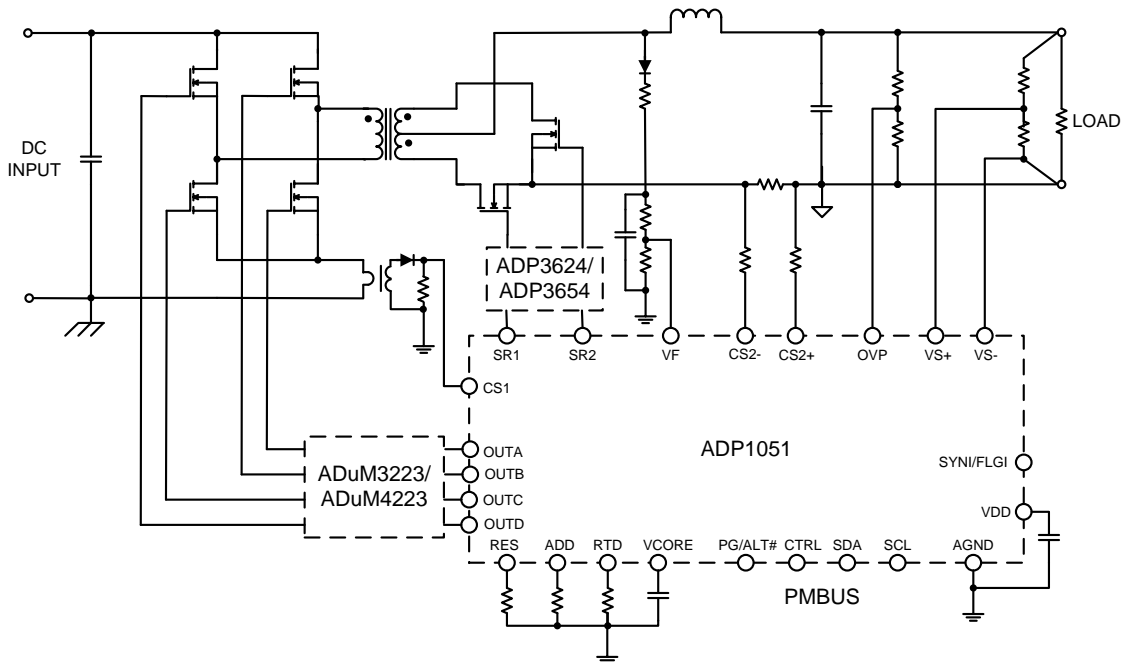 DC
INPUT
LOAD
ADP3624/
ADP3654
SR1
SR2
VF
CS2-
CS2+
OVP
VS+
VS-
CS1
ADP1051
OUTA
OUTB
OUTC
OUTD
ADuM3223/
ADuM4223
SYNI/FLGI
VDD
RES
ADD
RTD
VCORE
PG/ALT#
CTRL
SDA
SCL
AGND
PMBUS